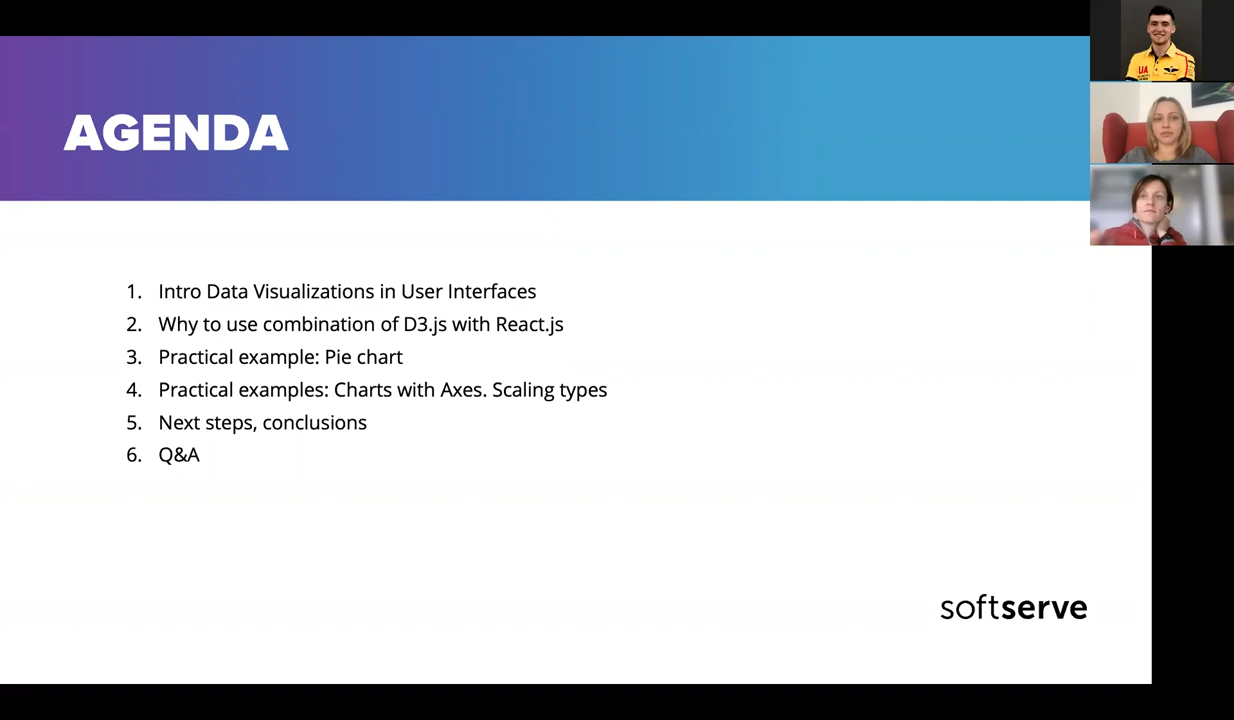 AGENDA
1. Intro Data Visualizations in User Interfaces
2. Why to use combination of D3.js with React.js
3. Practical example: Pie chart
4. Practical examples: Charts with Axes. Scaling types
5. Next steps, conclusions
6. Q&A
softserve
UA